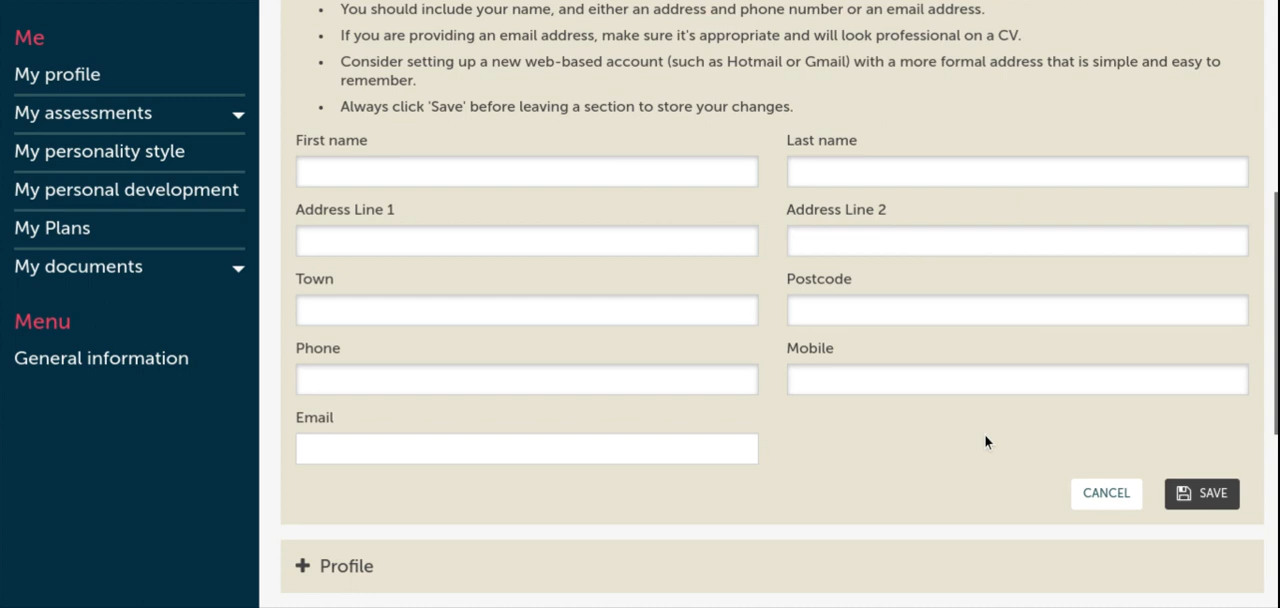 Me
My profile
My assessments
My personality style
My personal development
My Plans
My documents
Menu
General information
• You should include your name, and either an address and phone number or an email address.
• If you are providing an email address, make sure it's appropriate and will look professional on a CV.
• Consider setting up a new web-based account (such as Hotmail or Gmail) with a more formal address that is simple and easy to
remember.
• Always click 'Save' before leaving a section to store your changes.
First name Last name
Address Line 1 Address Line 2
Town Postcode
Phone Mobile
Email
CANCEL SAVE
Profile